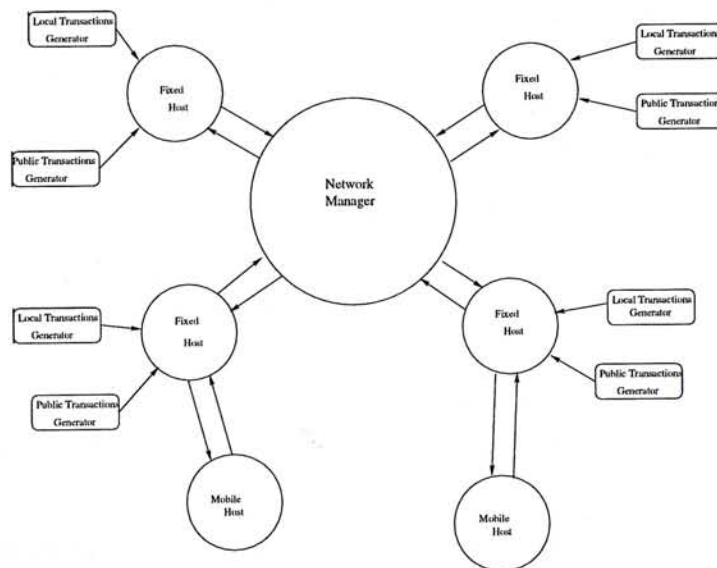 Local Transactions
Generator
Fixed
Host
Public Transactions
Generator
Local Transactions
Generator
Fixed
Host
Public Transactions
Generator
Network
Manager
Local Transactions
Generator
Fixed
Host
Public Transactions
Generator
Fixed
Host
Local Transactions
Generator
Public Transactions
Generator
Mobile
Host
Mobile
Host